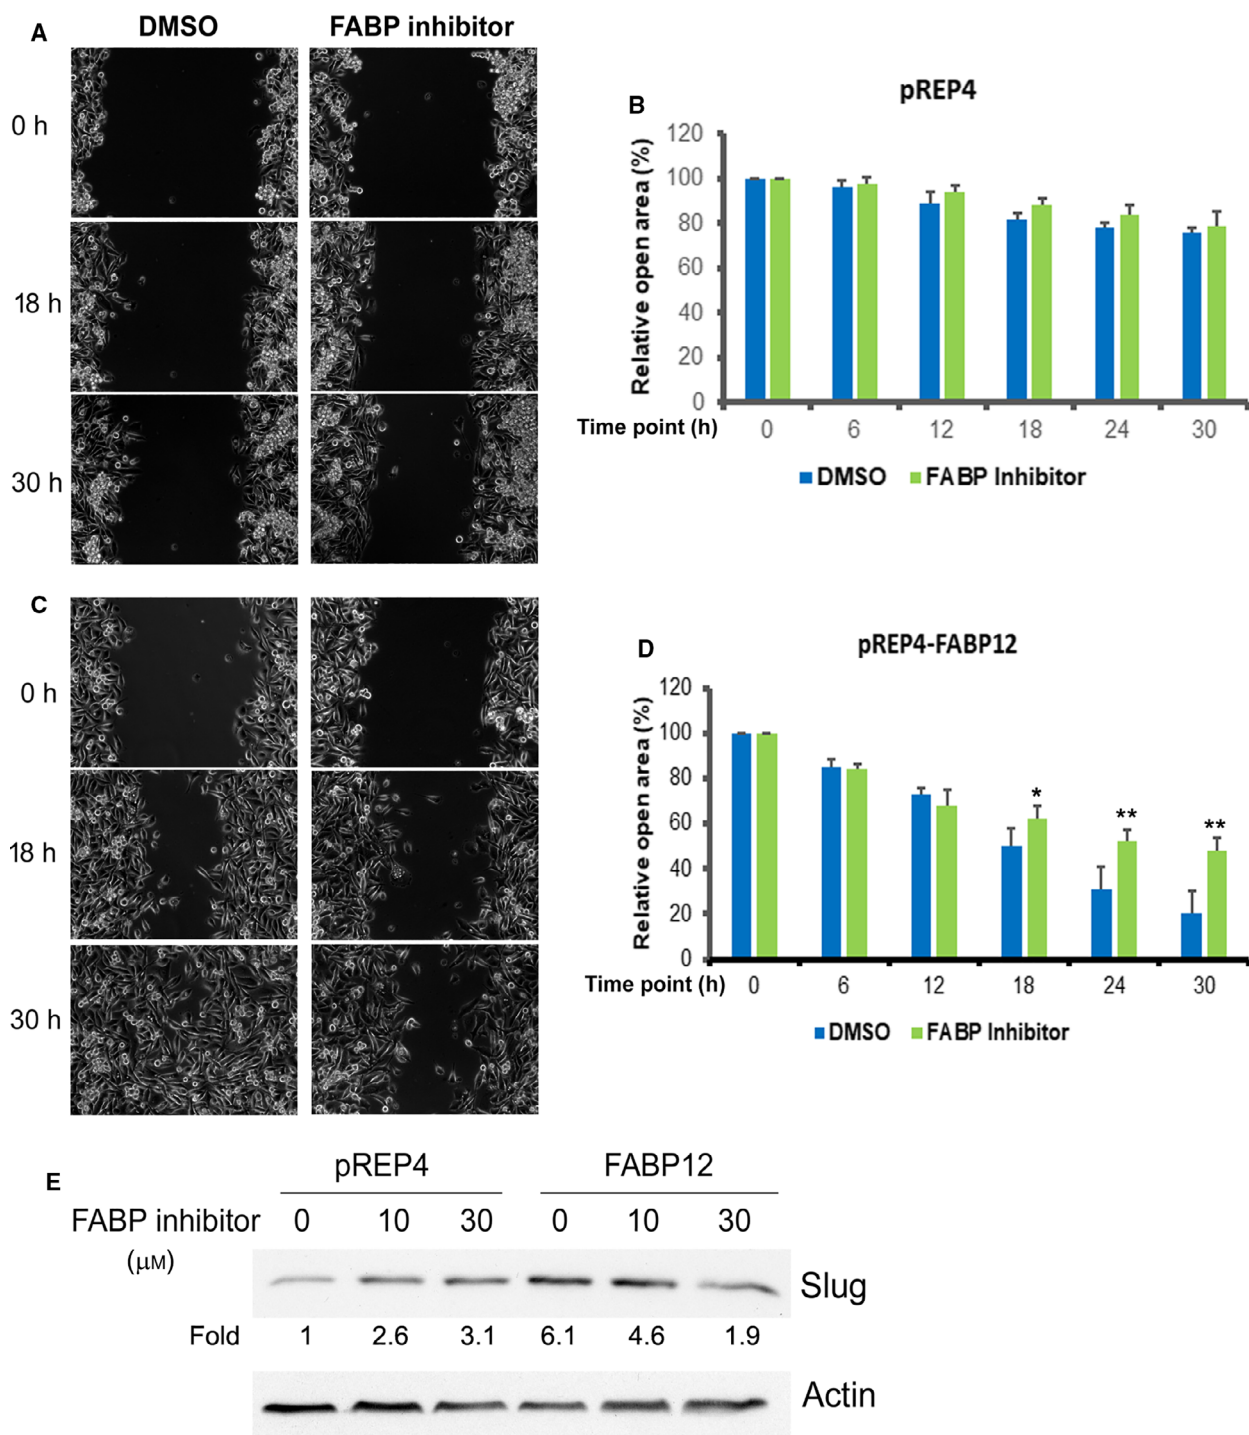 A
DMSO FABP inhibitor
0 h
18 h
30 h
B
pREP4
Relative open area (%)
120
100
80
60
40
20
0
Time point (h) 0 6 12 18 24 30
DMSO FABP Inhibitor
C
0 h
18 h
30 h
D
pREP4-FABP12
Relative open area (%)
120
100
80
60
40
20
0
* ** **
Time point (h) 0 6 12 18 24 30
DMSO FABP Inhibitor
E
pREP4 FABP12
FABP inhibitor 0 10 30 0 10 30
(μM)
Slug
Fold 1 2.6 3.1 6.1 4.6 1.9
Actin